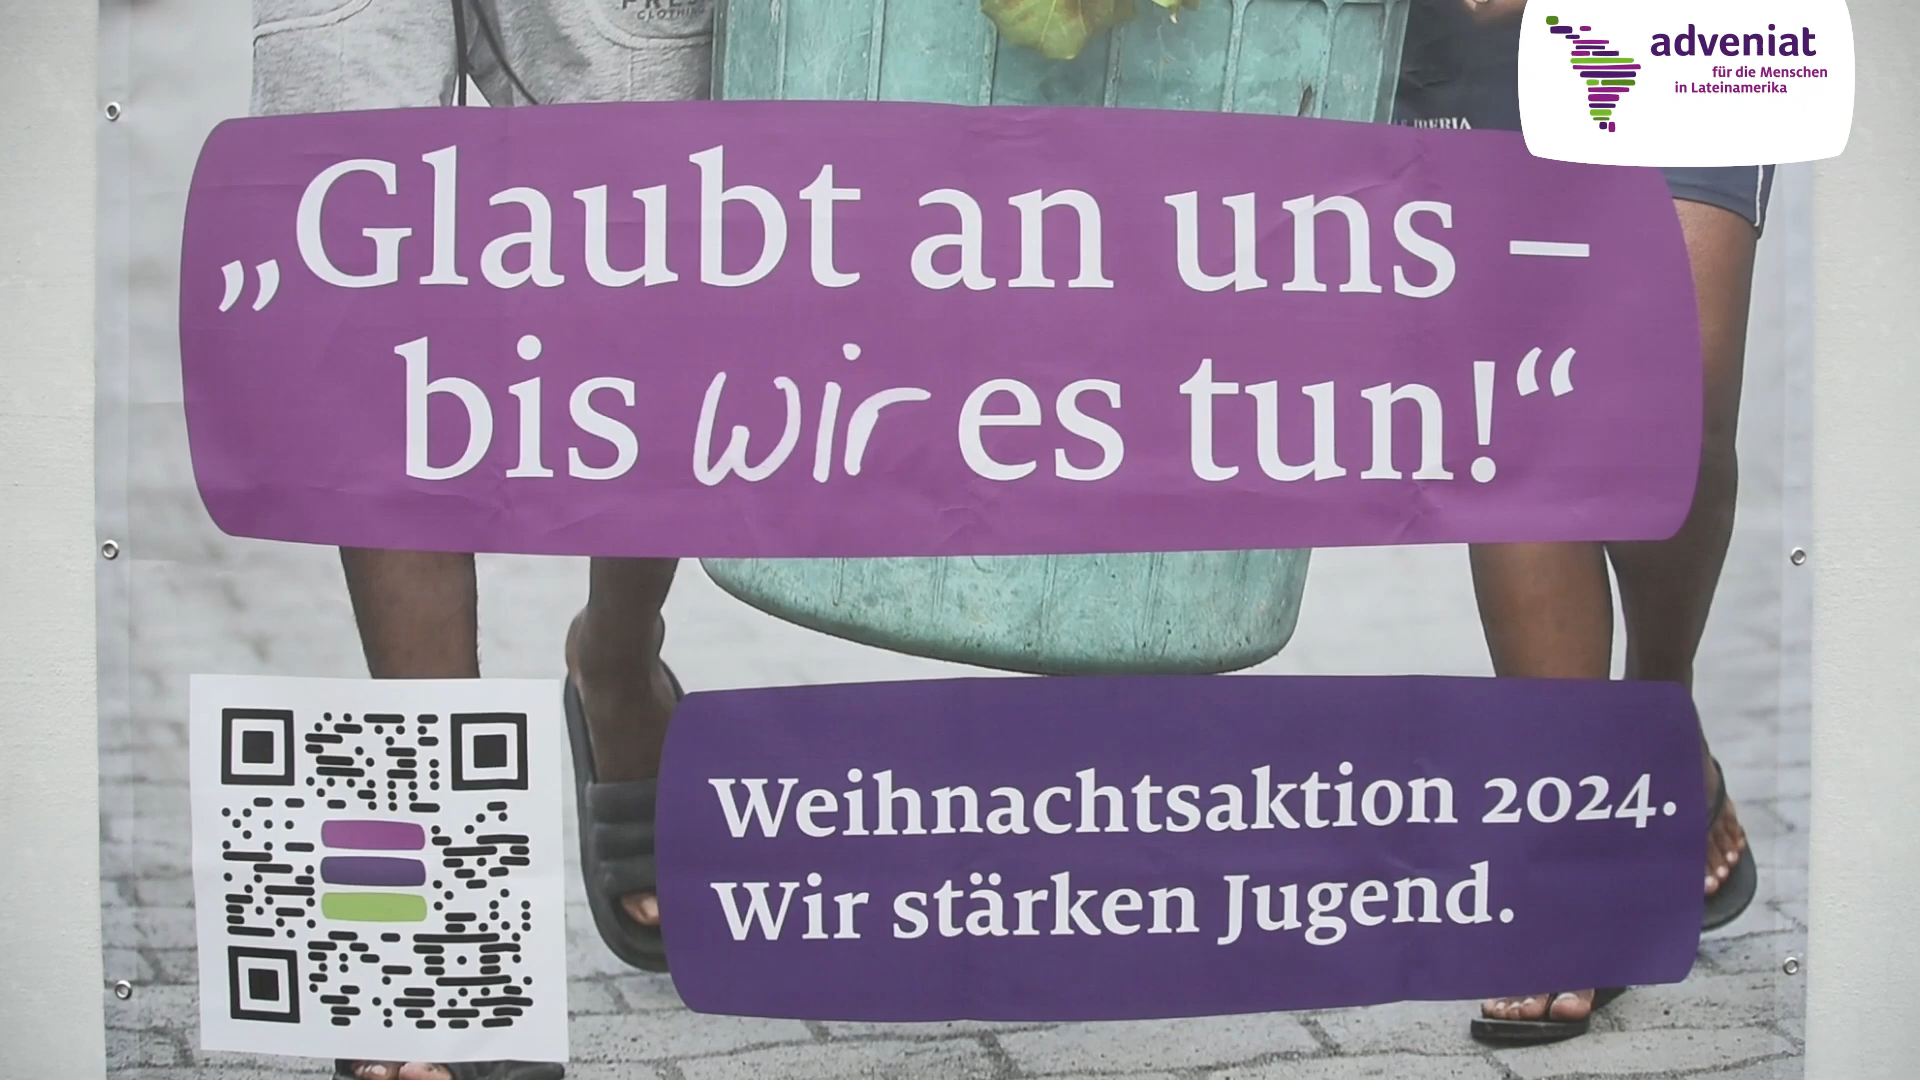 adveniat
für die Menschen
in Lateinamerika
„Glaubt an uns –
bis wir es tun!“
Weihnachtsaktion 2024.
Wir stärken Jugend.